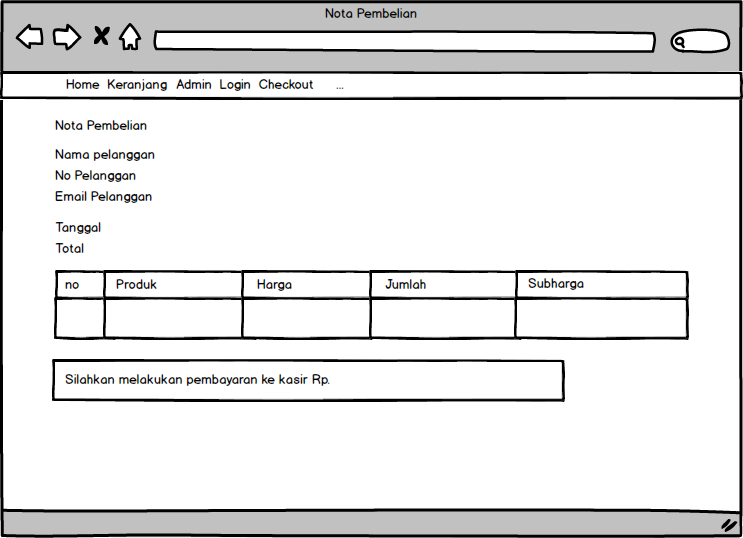 Nota Pembelian
Home Keranjang Admin Login Checkout ...
Nota Pembelian
Nama pelanggan
No Pelanggan
Email Pelanggan
Tanggal
Total
no Produk Harga Jumlah Subharga
Silahkan melakukan pembayaran ke kasir Rp.